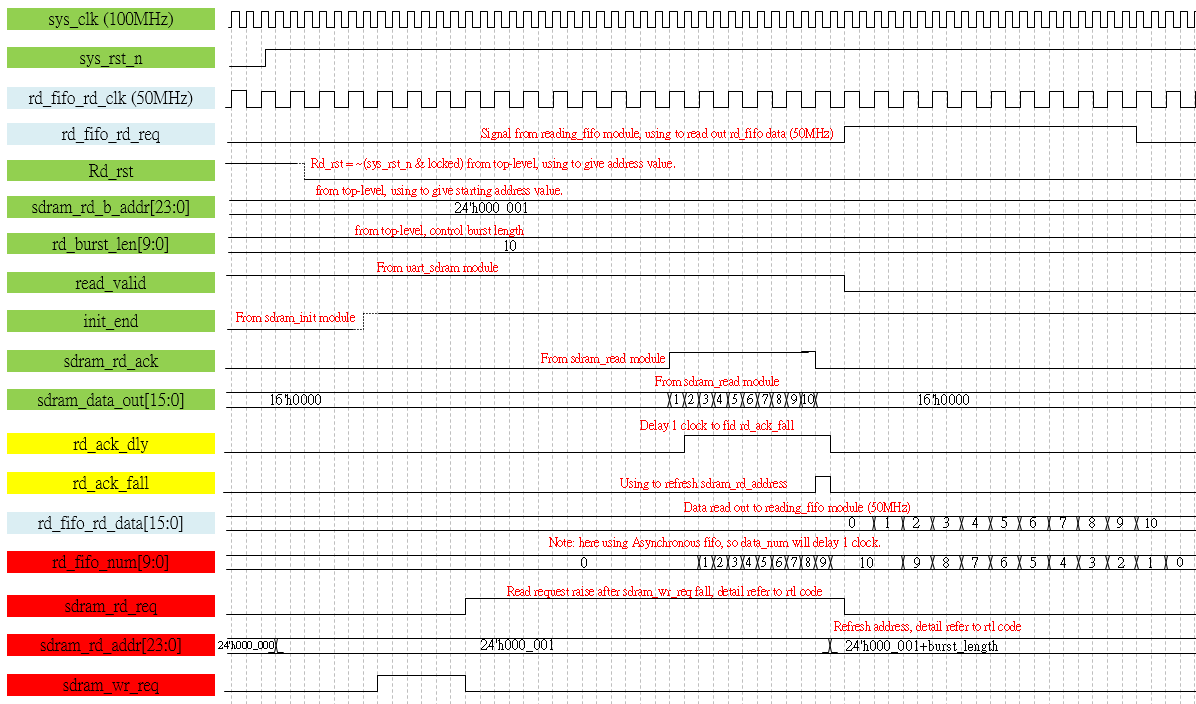 sys_clk (100MHz)
sys_rst_n
rd_fifo_rd_clk (50MHz)
rd_fifo_rd_req
Signal from reading_fifo module, using to read out rd_fifo data (50MHz)
Rd_rst
Rd_rst = ~(sys_rst_n & locked) from top-level, using to give address value.
from top-level, using to give starting address value.
sdram_rd_b_addr[23:0]
24'h000_001
from top-level, control burst length
rd_burst_len[9:0]
10
From uart_sdram module
read_valid
init_end
From sdram_init module
sdram_rd_ack
From sdram_read module
From sdram_read module
sdram_data_out[15:0]
16'h0000 1 2 3 4 5 6 7 8 9 10 16'h0000
Delay 1 clock to fid rd_ack_fall
rd_ack_dly
rd_ack_fall
Using to refresh sdram_rd_address
Data read out to reading_fifo module (50MHz)
rd_fifo_rd_data[15:0]
0 1 2 3 4 5 6 7 8 9 10
Note: here using Asynchronous fifo, so data_num will delay 1 clock.
rd_fifo_num[9:0]
0 1 2 3 4 5 6 7 8 9 10 9 8 7 6 5 4 3 2 1 0
Read request raise after sdram_wr_req fall, detail refer to rtl code
sdram_rd_req
Refresh address, detail refer to rtl code
sdram_rd_addr[23:0]
24'h000_000 24'h000_001 24'h000_001+burst_length
sdram_wr_req